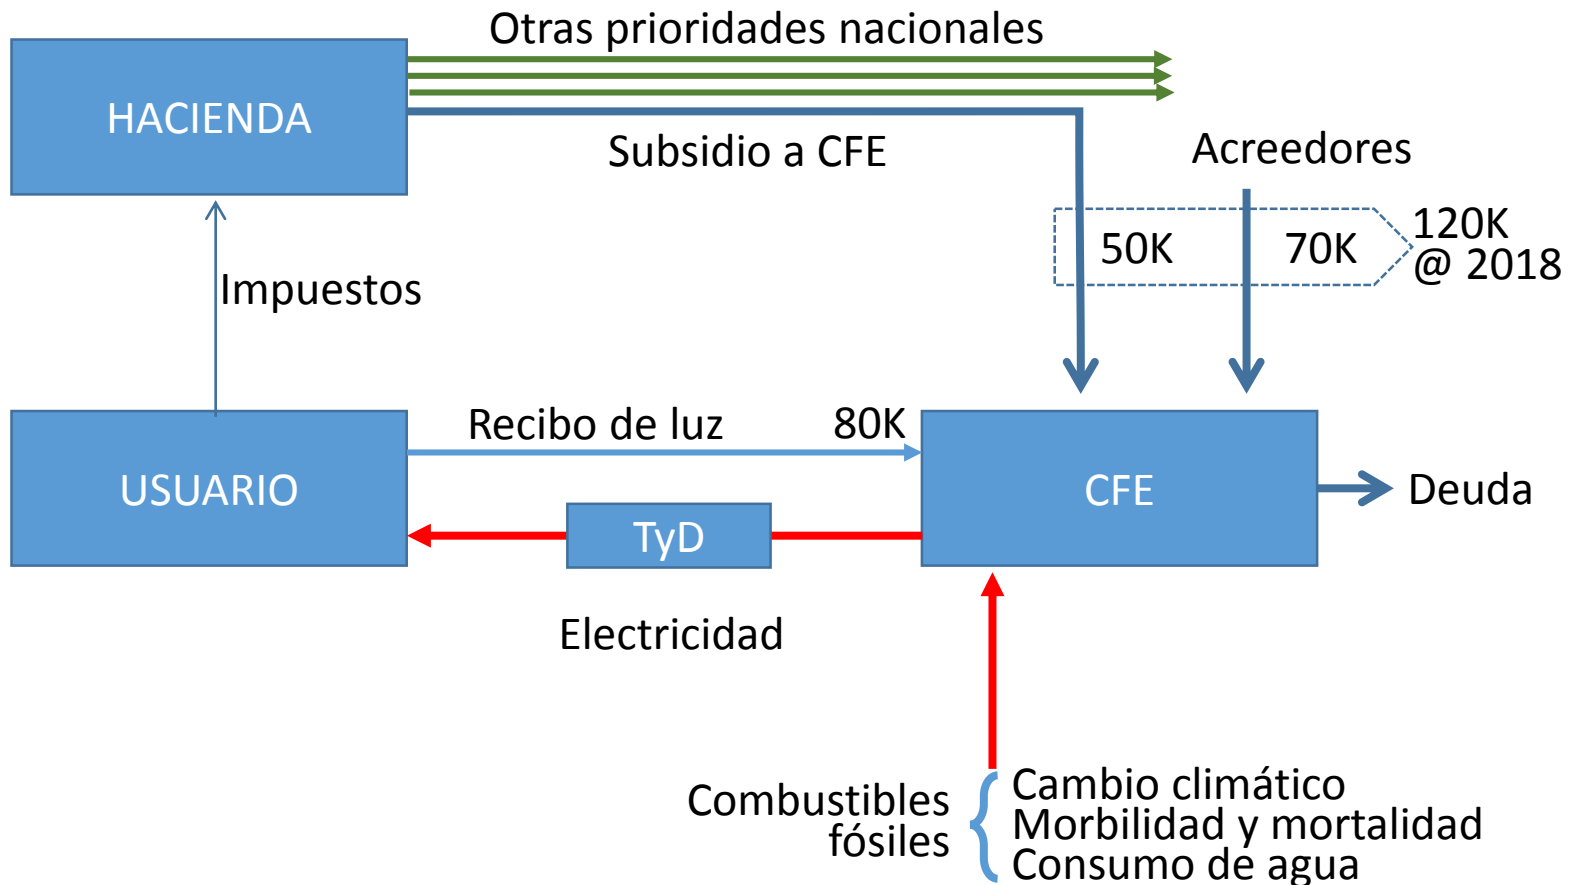 Otras prioridades nacionales
HACIENDA
Subsidio a CFE
Acreedores
50K
70K
120K
@ 2018
Impuestos
Recibo de luz
80K
USUARIO
CFE
Deuda
TyD
Electricidad
Combustibles
fósiles
Cambio climático
Morbilidad y mortalidad
Consumo de agua